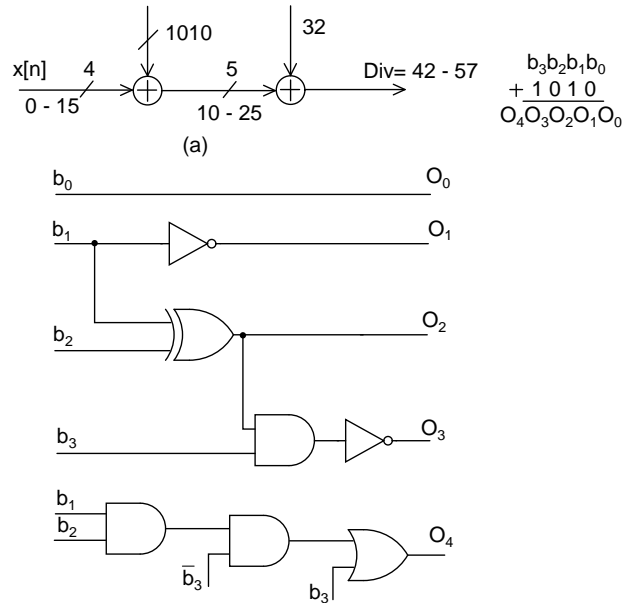 1010
32
x[n]
4
5
Div= 42 - 57
0 - 15
10 - 25
b₃b₂b₁b₀
+ 1 0 1 0
O₄O₃O₂O₁O₀
(a)
b₀ O₀
b₁ O₁
b₂ O₂
b₃ O₃
b₁
b₂
b̅₃
b₃
O₄